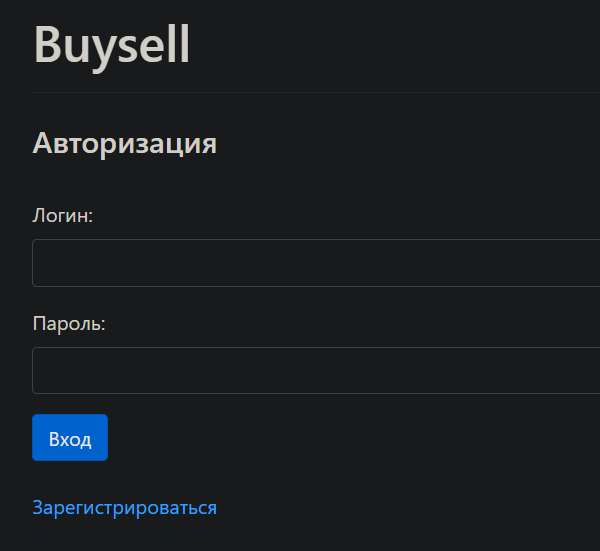 Buysell
Авторизация
Логин:
Пароль:
Вход
Зарегистрироваться